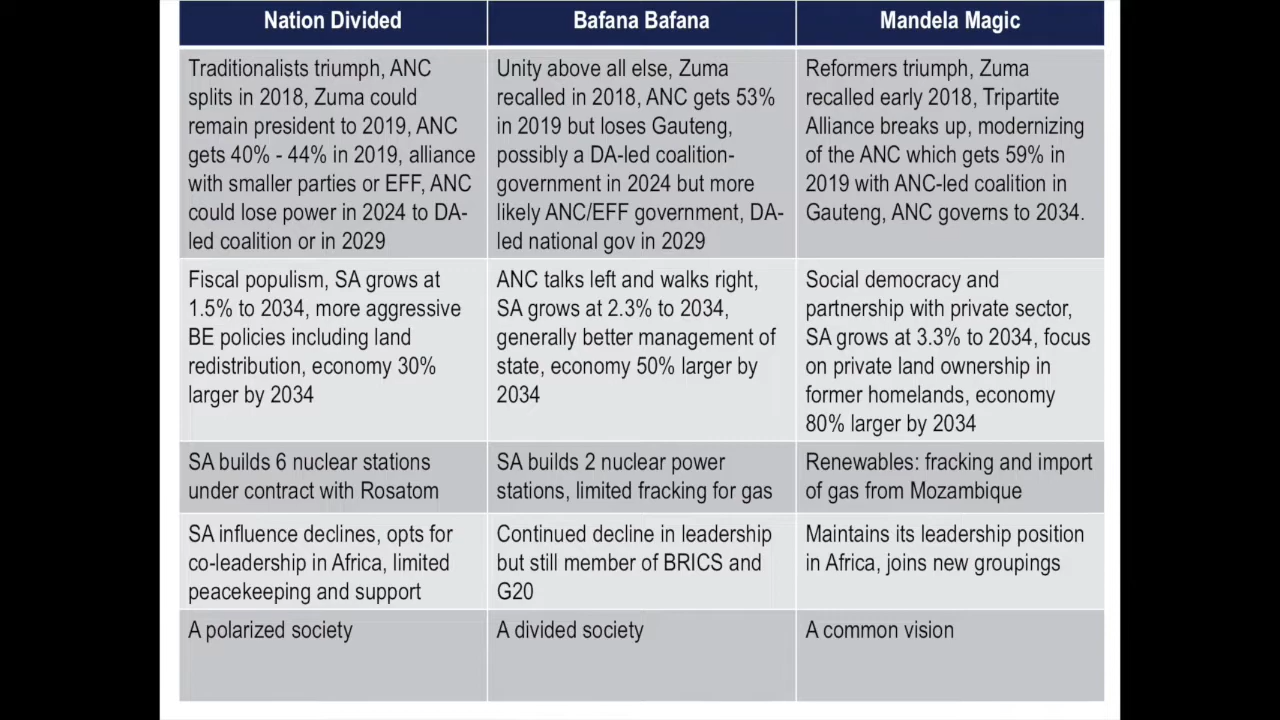 Nation Divided
Bafana Bafana
Mandela Magic
Traditionalists triumph, ANC
splits in 2018, Zuma could
remain president to 2019, ANC
gets 40% - 44% in 2019, alliance
with smaller parties or EFF, ANC
could lose power in 2024 to DA-
led coalition or in 2029
Unity above all else, Zuma
recalled in 2018, ANC gets 53%
in 2019 but loses Gauteng,
possibly a DA-led coalition-
government in 2024 but more
likely ANC/EFF government, DA-
led national gov in 2029
Reformers triumph, Zuma
recalled early 2018, Tripartite
Alliance breaks up, modernizing
of the ANC which gets 59% in
2019 with ANC-led coalition in
Gauteng, ANC governs to 2034.
Fiscal populism, SA grows at
1.5% to 2034, more aggressive
BE policies including land
redistribution, economy 30%
larger by 2034
ANC talks left and walks right,
SA grows at 2.3% to 2034,
generally better management of
state, economy 50% larger by
2034
Social democracy and
partnership with private sector,
SA grows at 3.3% to 2034, focus
on private land ownership in
former homelands, economy
80% larger by 2034
SA builds 6 nuclear stations
under contract with Rosatom
SA builds 2 nuclear power
stations, limited fracking for gas
Renewables: fracking and import
of gas from Mozambique
SA influence declines, opts for
co-leadership in Africa, limited
peacekeeping and support
Continued decline in leadership
but still member of BRICS and
G20
Maintains its leadership position
in Africa, joins new groupings
A polarized society
A divided society
A common vision